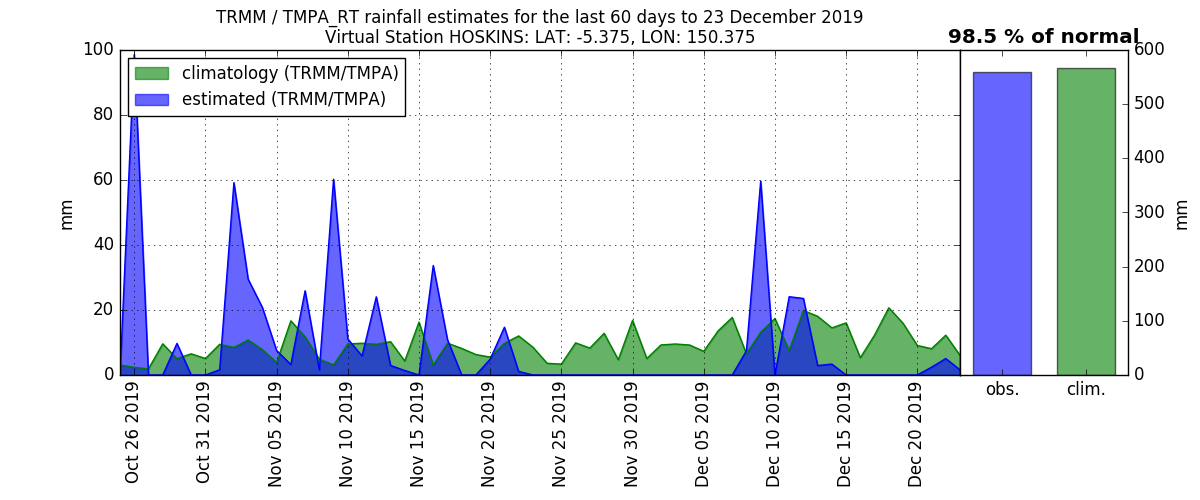 TRMM / TMPA_RT rainfall estimates for the last 60 days to 23 December 2019
Virtual Station HOSKINS: LAT: -5.375, LON: 150.375
98.5 % of normal
climatology (TRMM/TMPA)
estimated (TRMM/TMPA)
100
80
60
40
20
0
mm
Oct 26 2019
Oct 31 2019
Nov 05 2019
Nov 10 2019
Nov 15 2019
Nov 20 2019
Nov 25 2019
Nov 30 2019
Dec 05 2019
Dec 10 2019
Dec 15 2019
Dec 20 2019
obs.
clim.
600
500
400
300
200
100
0
mm